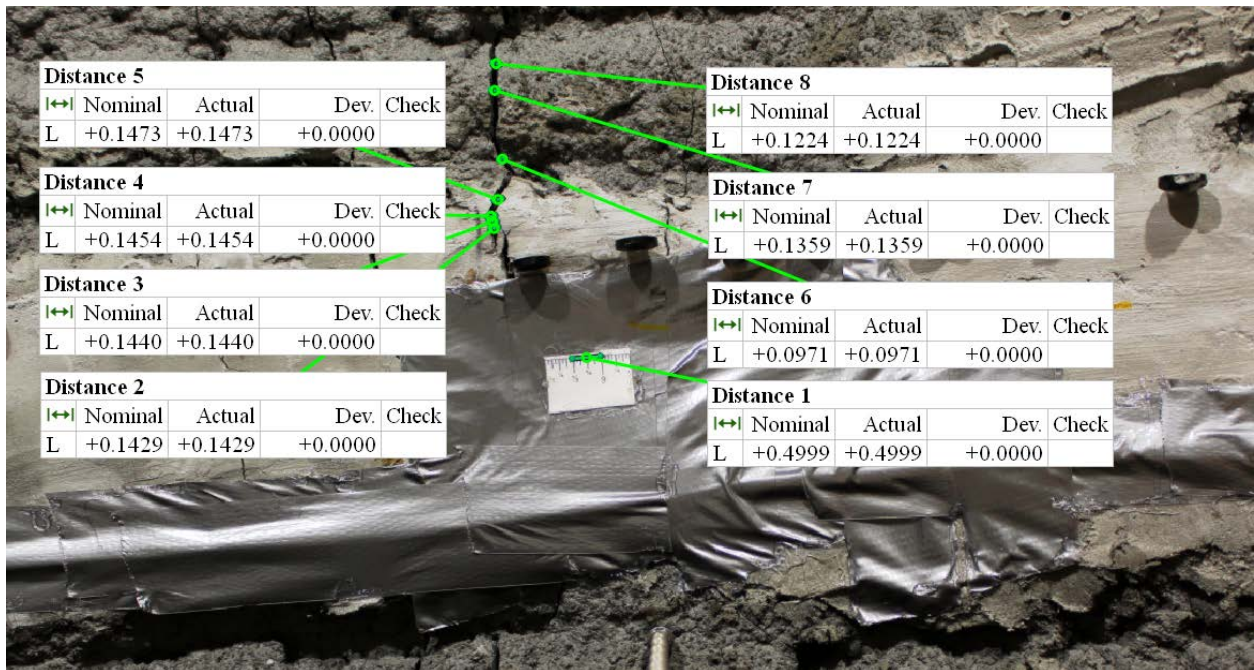 Distance 5
Nominal Actual Dev. Check
L +0.1473 +0.1473 +0.0000
Distance 4
Nominal Actual Dev. Check
L +0.1454 +0.1454 +0.0000
Distance 3
Nominal Actual Dev. Check
L +0.1440 +0.1440 +0.0000
Distance 2
Nominal Actual Dev. Check
L +0.1429 +0.1429 +0.0000
Distance 8
Nominal Actual Dev. Check
L +0.1224 +0.1224 +0.0000
Distance 7
Nominal Actual Dev. Check
L +0.1359 +0.1359 +0.0000
Distance 6
Nominal Actual Dev. Check
L +0.0971 +0.0971 +0.0000
Distance 1
Nominal Actual Dev. Check
L +0.4999 +0.4999 +0.0000